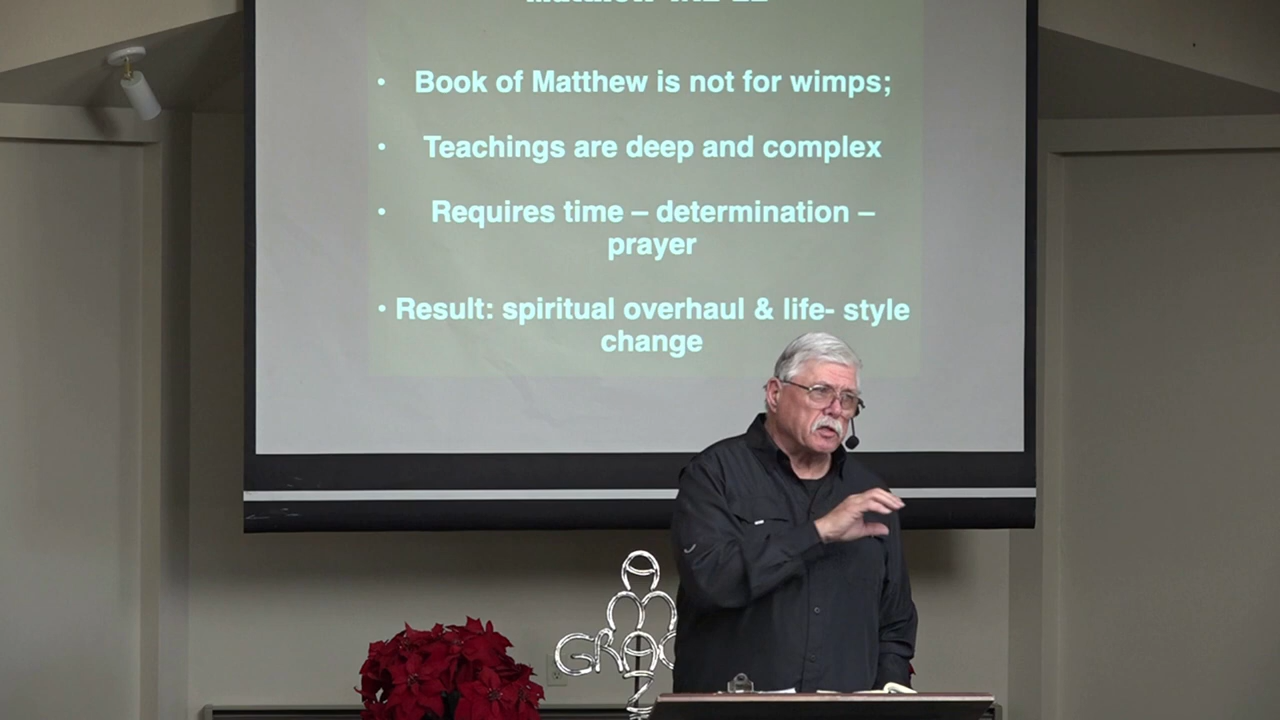 • Book of Matthew is not for wimps;
• Teachings are deep and complex
• Requires time – determination –
prayer
• Result: spiritual overhaul & life- style
change
A
M
GRA
Z